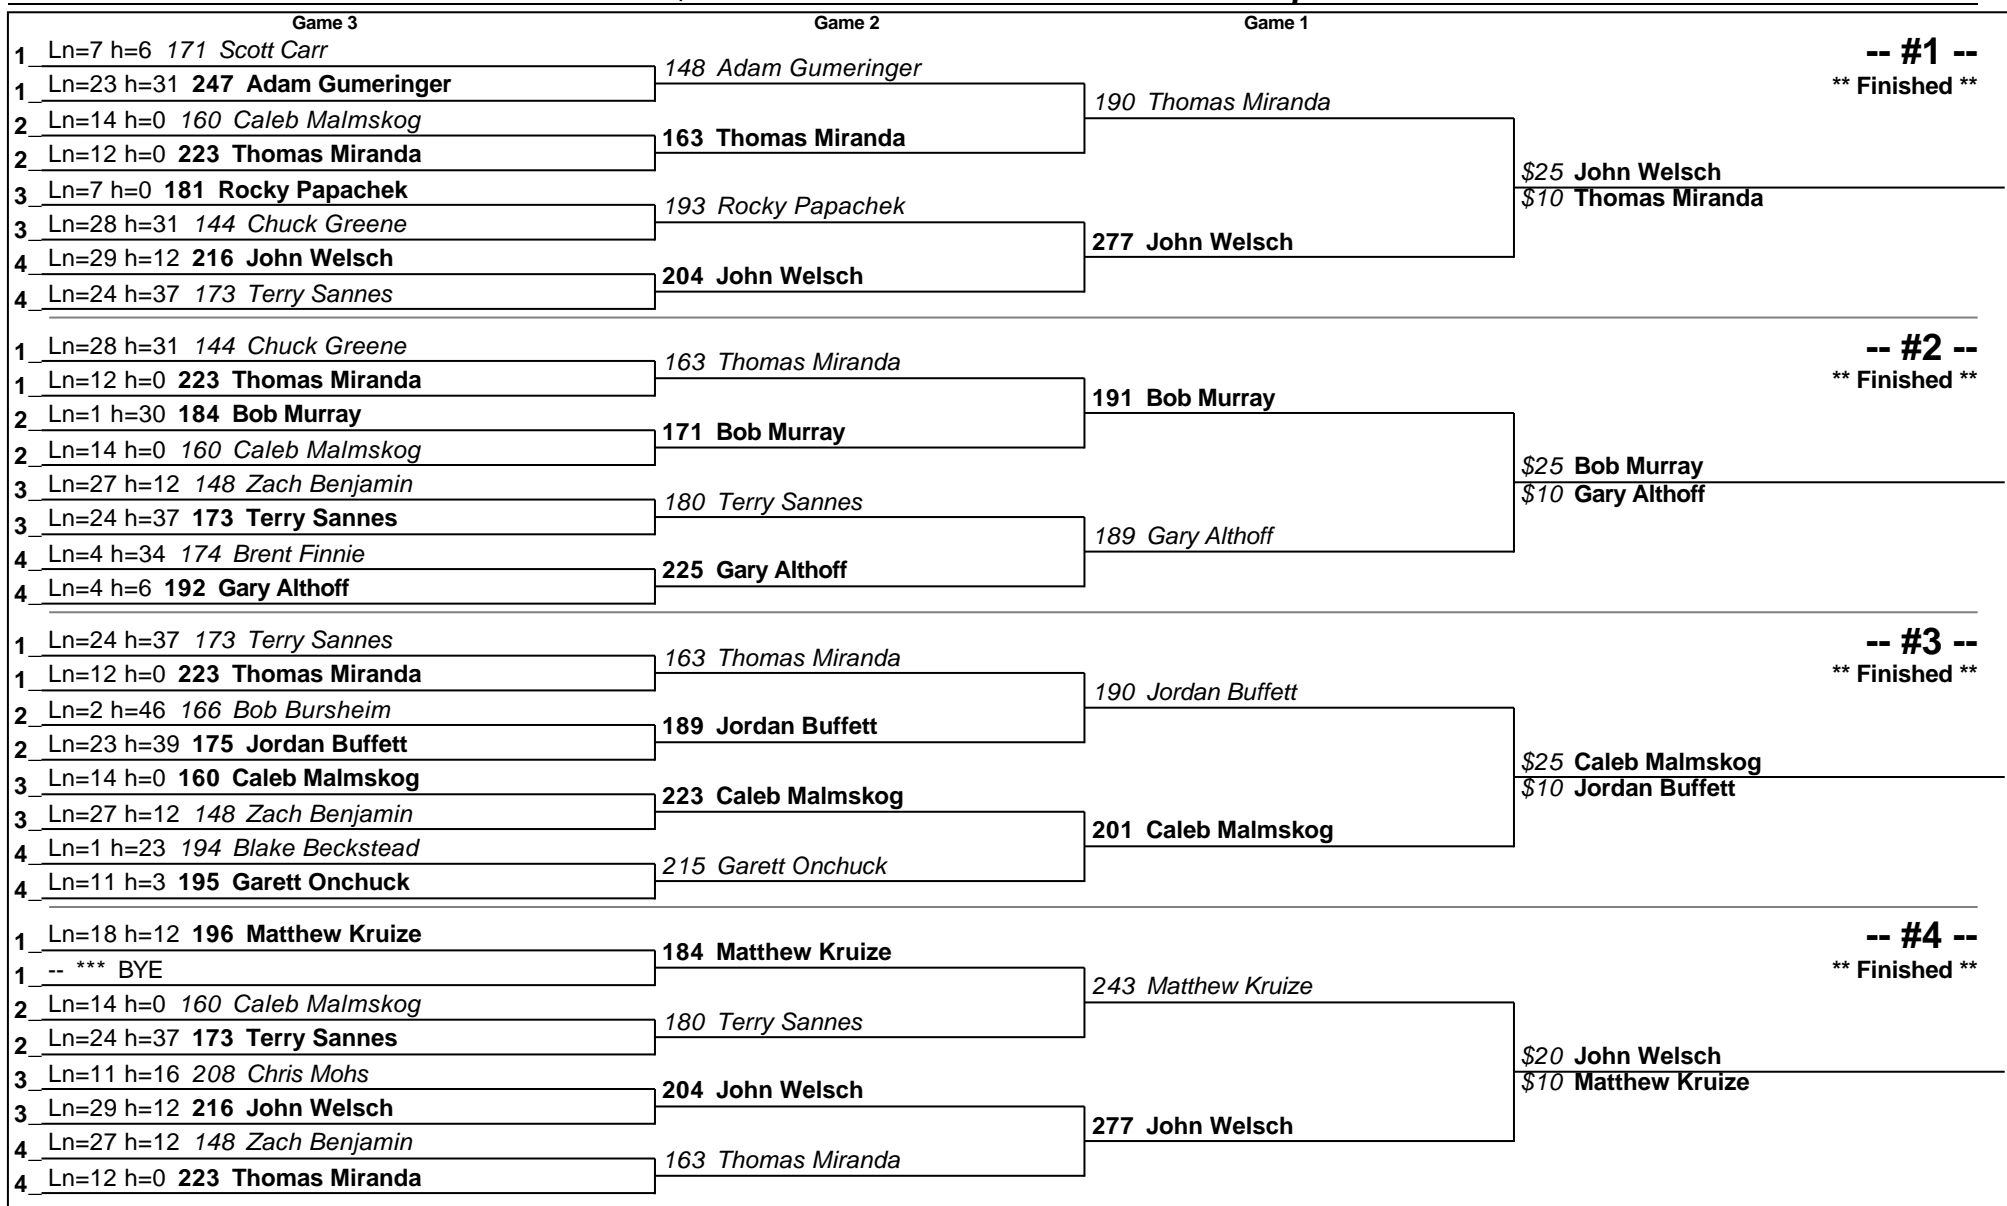 Game 3 Game 2 Game 1
1 Ln=7 h=6 171 Scott Carr
-- #1 --
148 Adam Gumeringer
1 Ln=23 h=31 247 Adam Gumeringer
** Finished **
190 Thomas Miranda
2 Ln=14 h=0 160 Caleb Malmskog
163 Thomas Miranda
2 Ln=12 h=0 223 Thomas Miranda
$25 John Welsch
3 Ln=7 h=0 181 Rocky Papachek
$10 Thomas Miranda
193 Rocky Papachek
3 Ln=28 h=31 144 Chuck Greene
277 John Welsch
4 Ln=29 h=12 216 John Welsch
204 John Welsch
4 Ln=24 h=37 173 Terry Sannes
1 Ln=28 h=31 144 Chuck Greene
-- #2 --
163 Thomas Miranda
1 Ln=12 h=0 223 Thomas Miranda
** Finished **
191 Bob Murray
2 Ln=1 h=30 184 Bob Murray
171 Bob Murray
2 Ln=14 h=0 160 Caleb Malmskog
$25 Bob Murray
3 Ln=27 h=12 148 Zach Benjamin
$10 Gary Althoff
180 Terry Sannes
3 Ln=24 h=37 173 Terry Sannes
189 Gary Althoff
4 Ln=4 h=34 174 Brent Finnie
225 Gary Althoff
4 Ln=4 h=6 192 Gary Althoff
1 Ln=24 h=37 173 Terry Sannes
-- #3 --
163 Thomas Miranda
1 Ln=12 h=0 223 Thomas Miranda
** Finished **
190 Jordan Buffett
2 Ln=2 h=46 166 Bob Bursheim
189 Jordan Buffett
2 Ln=23 h=39 175 Jordan Buffett
$25 Caleb Malmskog
3 Ln=14 h=0 160 Caleb Malmskog
$10 Jordan Buffett
223 Caleb Malmskog
3 Ln=27 h=12 148 Zach Benjamin
201 Caleb Malmskog
4 Ln=1 h=23 194 Blake Beckstead
215 Garett Onchuck
4 Ln=11 h=3 195 Garett Onchuck
1 Ln=18 h=12 196 Matthew Kruize
-- #4 --
184 Matthew Kruize
1 -- *** BYE
** Finished **
243 Matthew Kruize
2 Ln=14 h=0 160 Caleb Malmskog
180 Terry Sannes
2 Ln=24 h=37 173 Terry Sannes
$20 John Welsch
3 Ln=11 h=16 208 Chris Mohs
$10 Matthew Kruize
204 John Welsch
3 Ln=29 h=12 216 John Welsch
277 John Welsch
4 Ln=27 h=12 148 Zach Benjamin
163 Thomas Miranda
4 Ln=12 h=0 223 Thomas Miranda